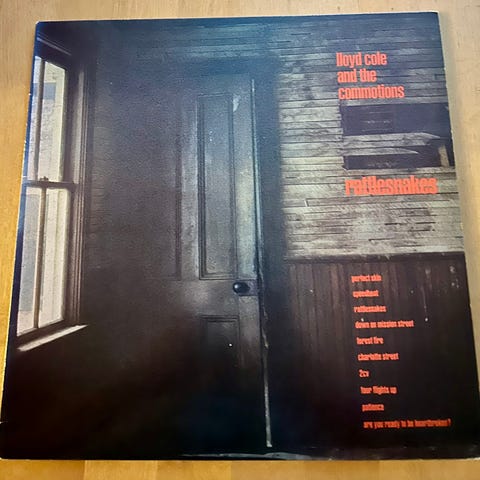 lloyd cole
and the
commotions
rattlesnakes
perfect skin
speedboat
rattlesnakes
down on mission street
forest fire
charlotte street
2cv
four flights up
patience
are you ready to be heartbroken?